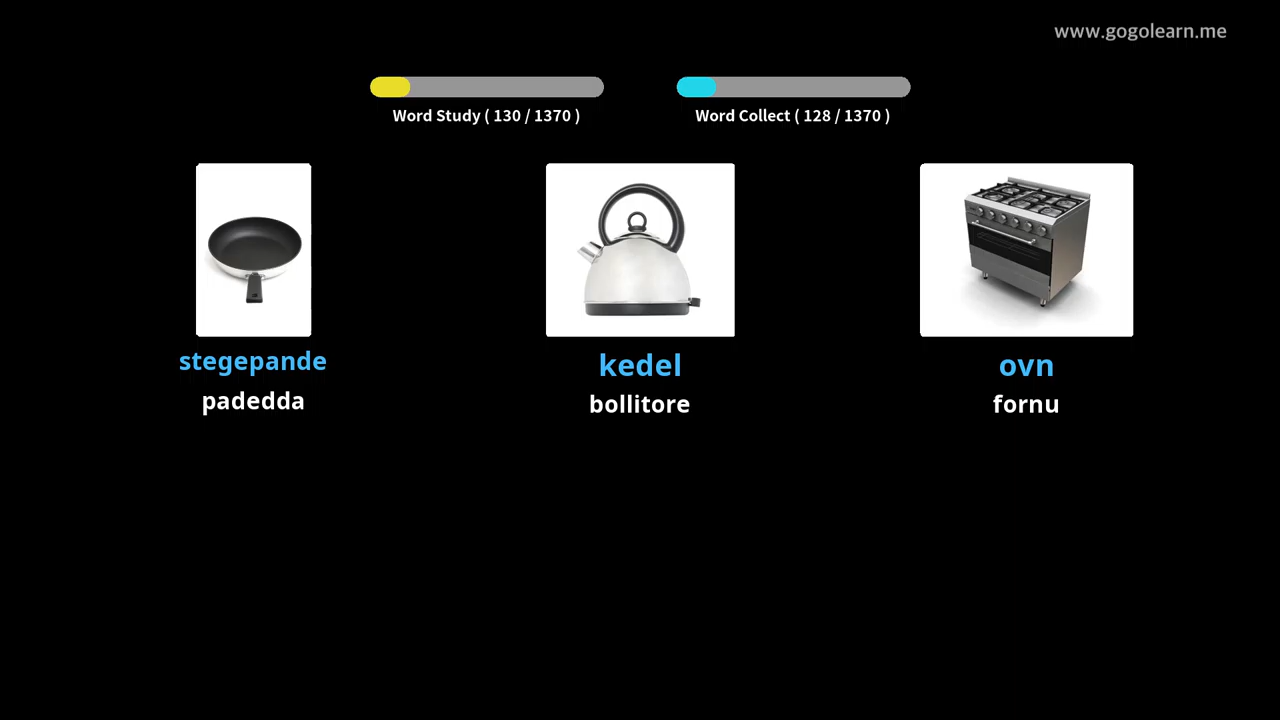 www.gogolearn.me
Word Study ( 130 / 1370 )
Word Collect ( 128 / 1370 )
stegepande
padedda
kedel
bollitore
ovn
fornu